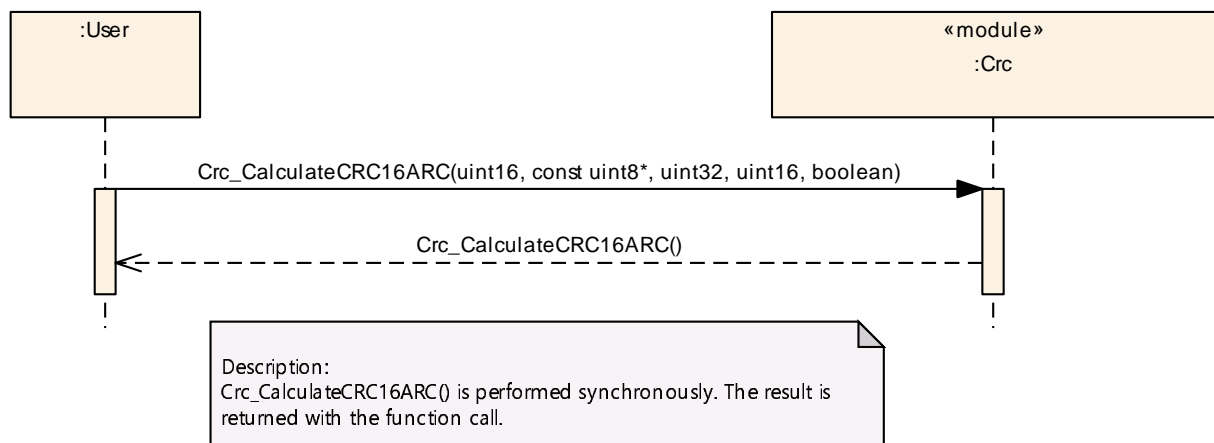 :User
«module»
:Crc
Crc_CalculateCRC16ARC(uint16, const uint8*, uint32, uint16, boolean)
Crc_CalculateCRC16ARC()
Description:
Crc_CalculateCRC16ARC() is performed synchronously. The result is
returned with the function call.